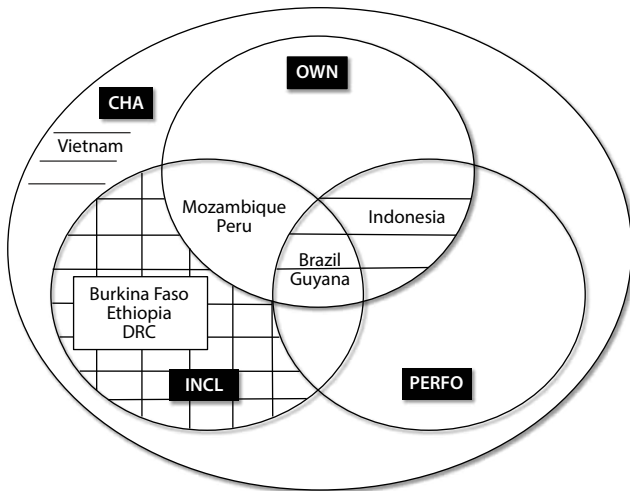 OWN
CHA
Vietnam
Mozambique
Peru
Indonesia
Brazil
Guyana
Burkina Faso
Ethiopia
DRC
INCL
PERFO